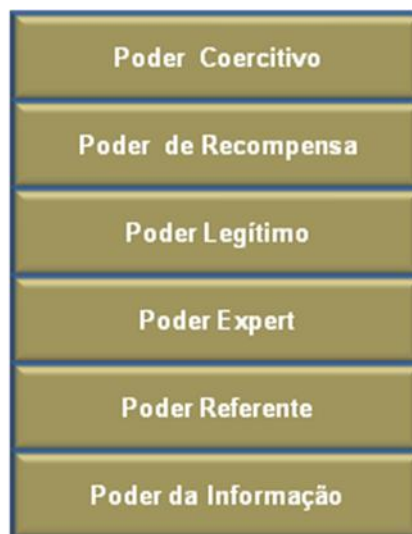 Poder Coercitivo
Poder de Recompensa
Poder Legítimo
Poder Expert
Poder Referente
Poder da Informação